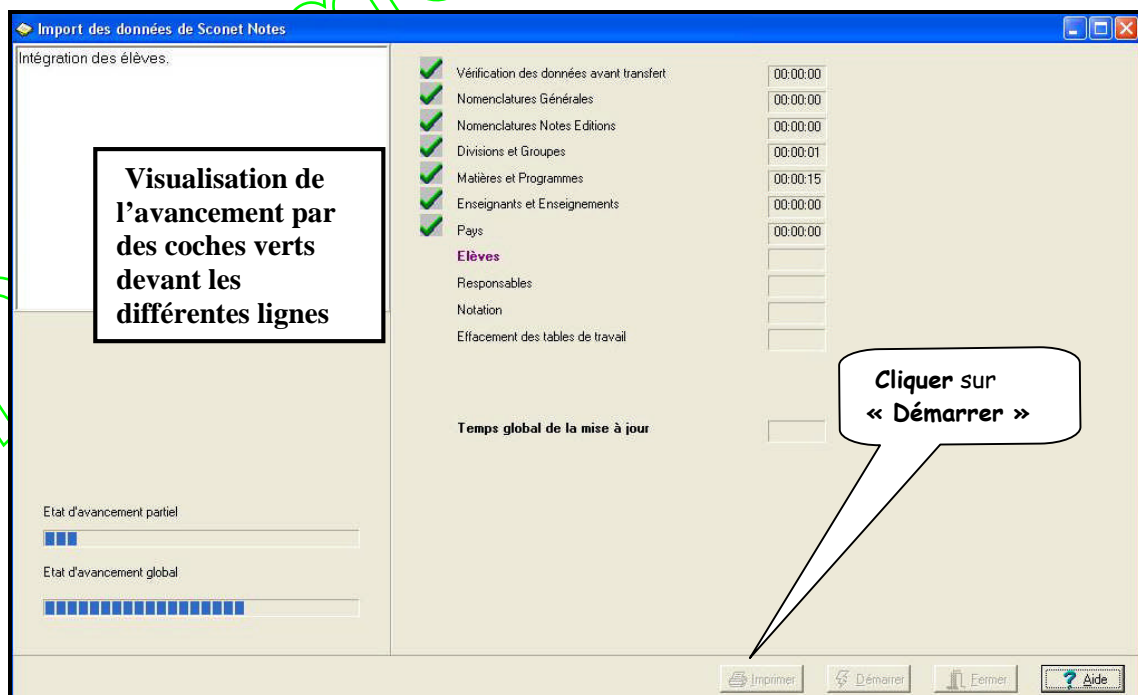 Import des données de Sconet Notes
Intégration des élèves.
Visualisation de
l’avancement par
des coches verts
devant les
différentes lignes
Vérification des données avant transfert 00:00:00
Nomenclatures Générales 00:00:00
Nomenclatures Notes Editions 00:00:00
Divisions et Groupes 00:00:01
Matières et Programmes 00:00:15
Enseignants et Enseignements 00:00:00
Pays 00:00:00
Elèves
Responsables
Notation
Effacement des tables de travail
Cliquer sur
« Démarrer »
Temps global de la mise à jour
Etat d'avancement partiel
Etat d'avancement global
Imprimer Démarrer Fermer Aide